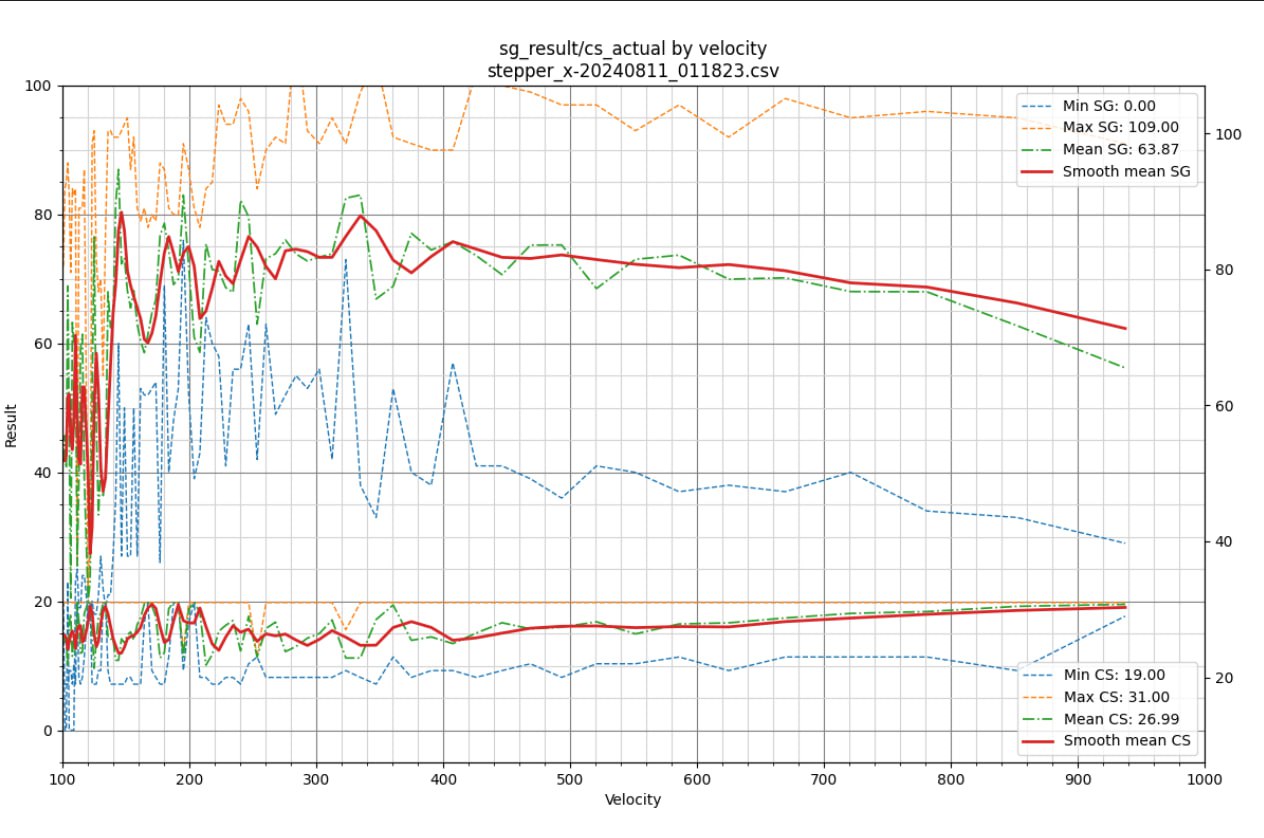 sg_result/cs_actual by velocity
stepper_x-20240811_011823.csv
100
80
60
40
20
0
Result
100
80
60
40
20
Min SG: 0.00
Max SG: 109.00
Mean SG: 63.87
Smooth mean SG
Min CS: 19.00
Max CS: 31.00
Mean CS: 26.99
Smooth mean CS
100 200 300 400 500 600 700 800 900 1000
Velocity